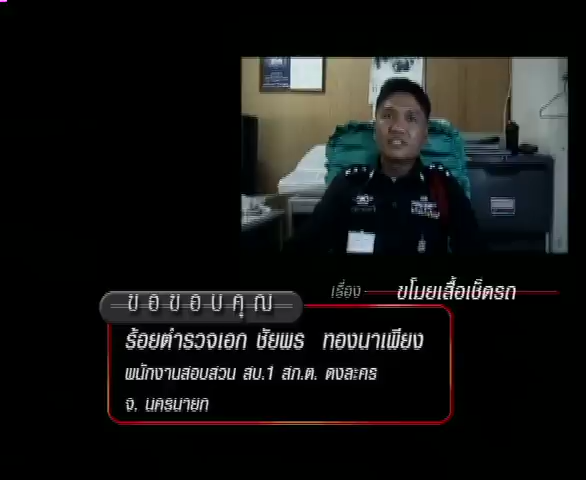 เรื่อง ขโมยเสื้อเช็ดรถ
ขอขอบคุณ
ร้อยตำรวจเอก ชัยพร ทองนาเพียง
พนักงานสอบสวน สบ.1 สภ.ต. ดงละคร
จ. นครนายก